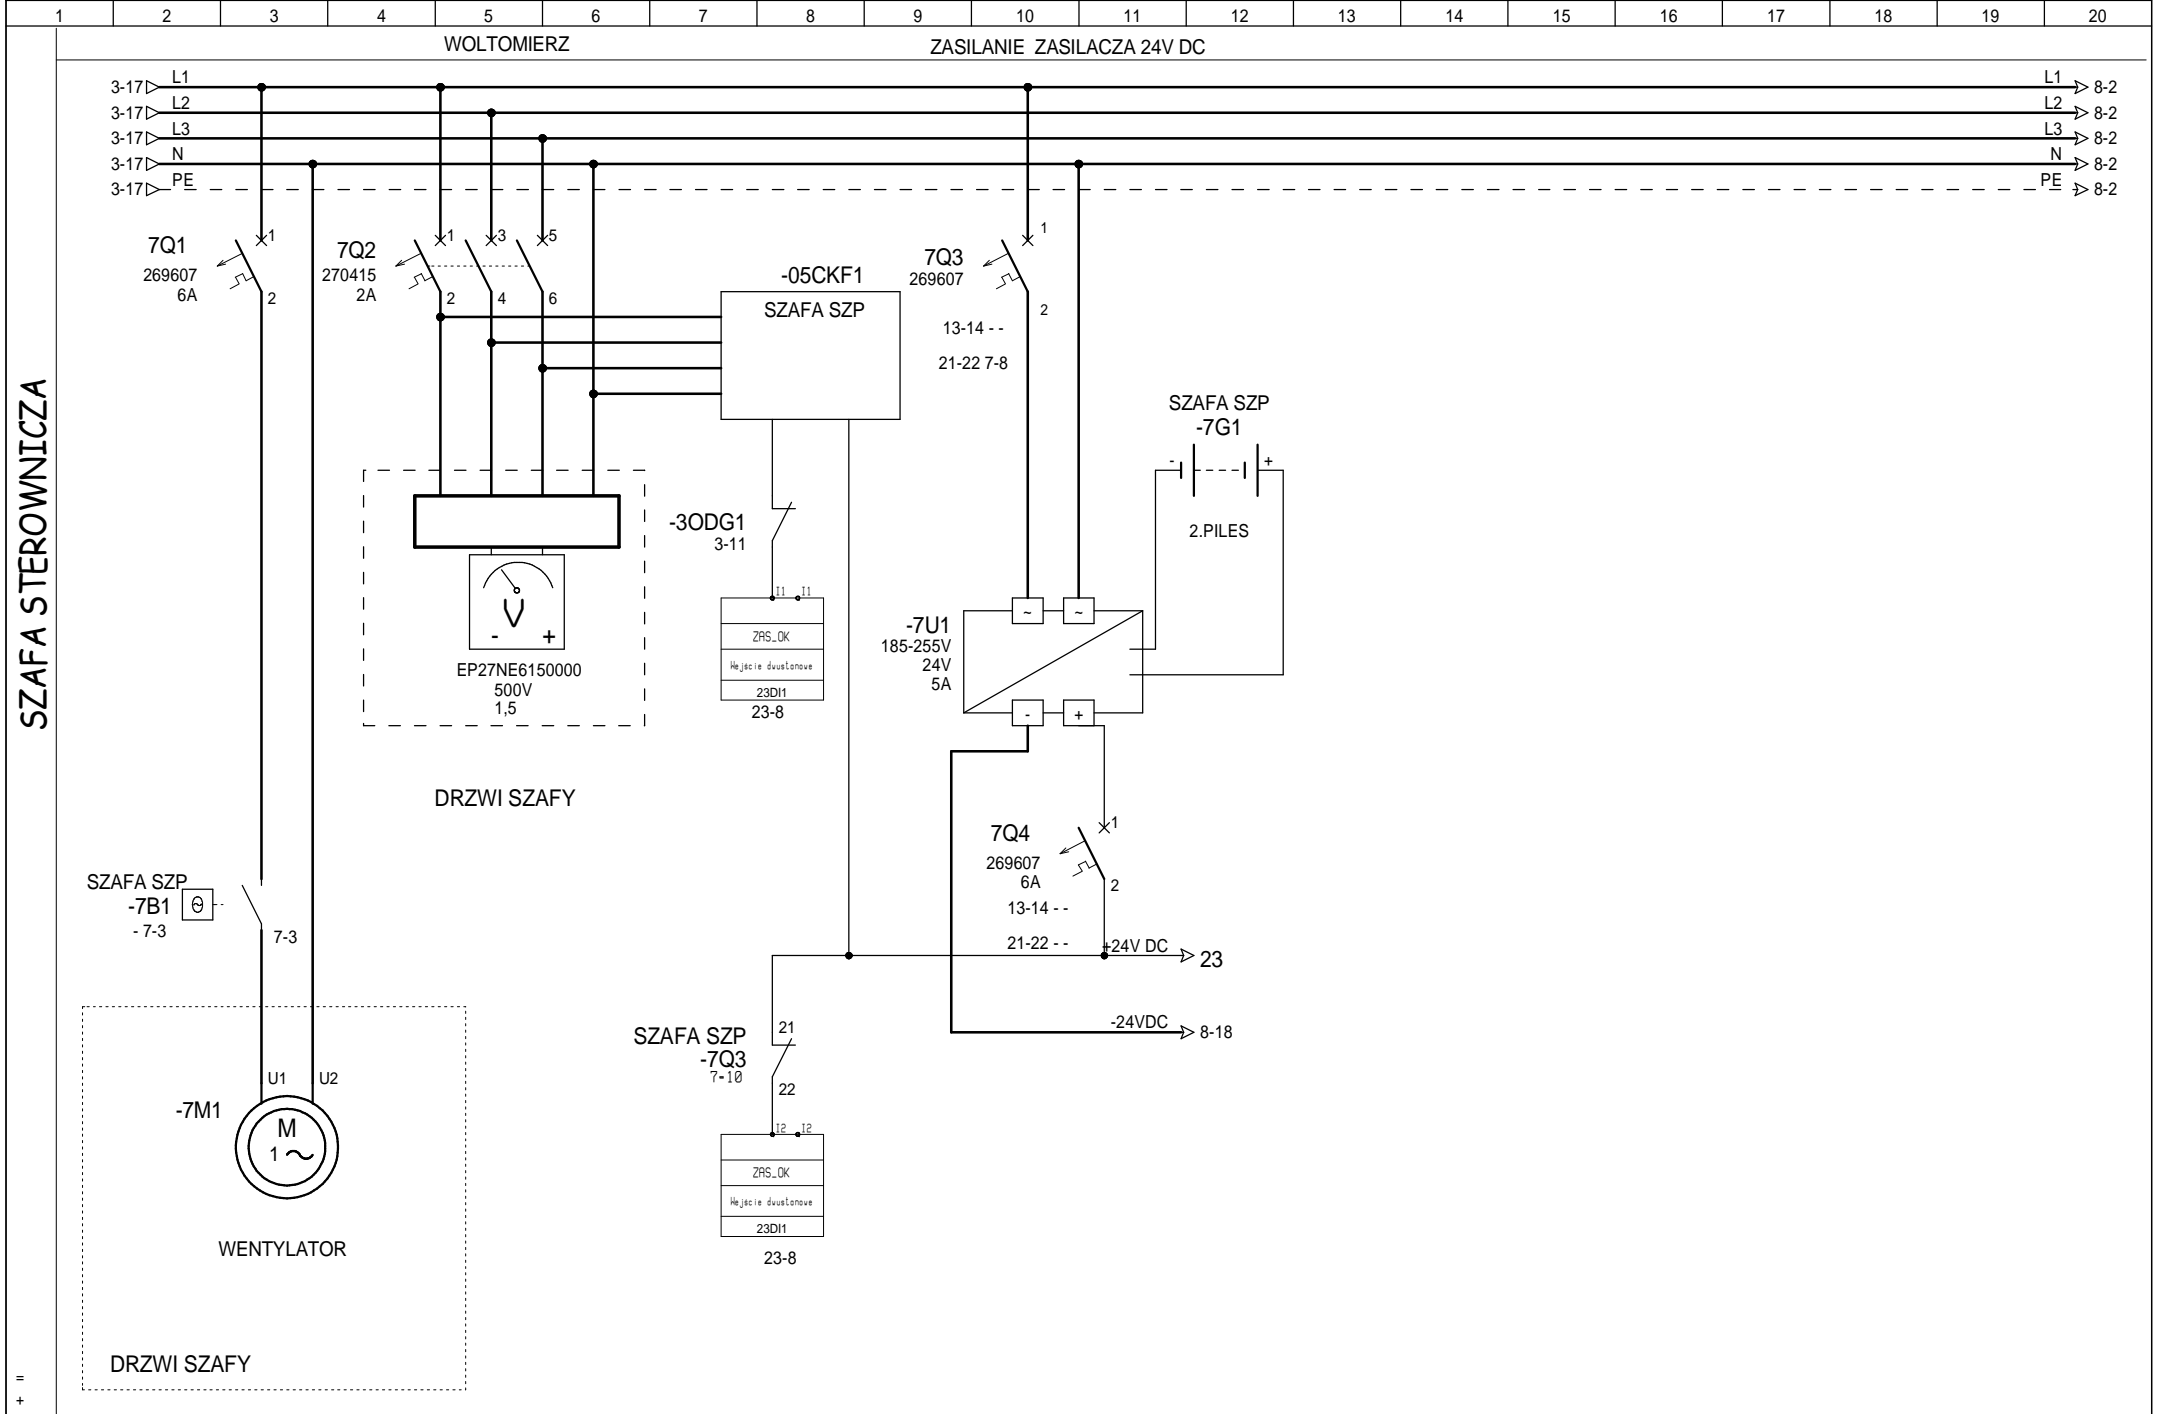 1 2 3 4 5 6 7 8 9 10 11 12 13 14 15 16 17 18 19 20
WOLTOMIERZ
ZASILANIE ZASILACZA 24V DC
SZAFA STEROWNICZA
3-17 L1 L1 8-2
3-17 L2 L2 8-2
3-17 L3 L3 8-2
3-17 N N 8-2
3-17 PE PE 8-2
7Q1
269607
6A
1
2
7Q2
270415
2A
1 3 5
2 4 6
-05CKF1
SZAFA SZP
7Q3
269607
1
2
13-14 - -
21-22 7-8
SZAFA SZP
-7G1
- +
2.PILES
-3ODG1
3-11
I1 I1
ZAS_OK
Wejście dwustanowe
23DI1
23-8
V
- +
EP27NE6150000
500V
1,5
DRZWI SZAFY
-7U1
185-255V
24V
5A
~ ~
- +
7Q4
269607
6A
1
2
13-14 - -
21-22 - -
+24V DC 23
-24VDC 8-18
SZAFA SZP
-7B1
- 7-3
7-3
SZAFA SZP
-7Q3
7-10
21
22
I2 I2
ZAS_OK
Wejście dwustanowe
23DI1
23-8
U1 U2
-7M1
M
1
WENTYLATOR
DRZWI SZAFY
=
+